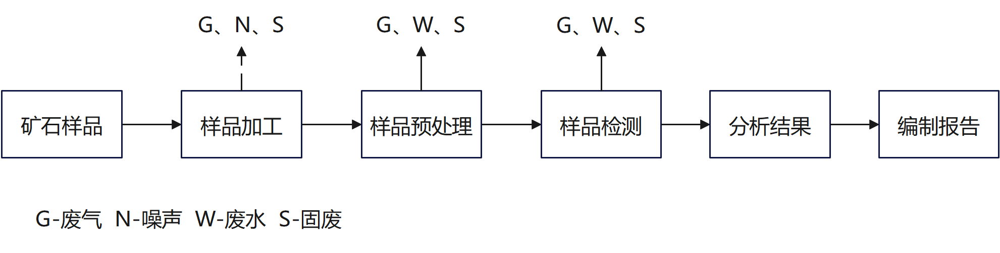 G、N、S G、W、S G、W、S
矿石样品 样品加工 样品预处理 样品检测 分析结果 编制报告
G-废气 N-噪声 W-废水 S-固废